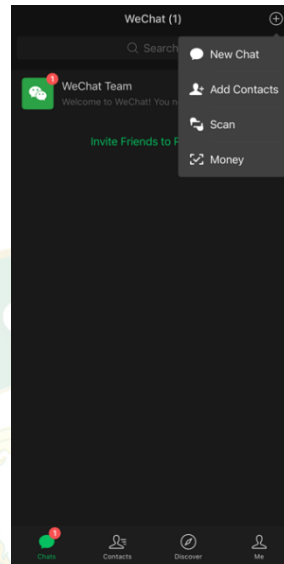 WeChat (1)
Search
New Chat
1
WeChat Team
Welcome to WeChat! You
Add Contacts
Invite Friends to
Scan
Money
1
Chats
Contacts
Discover
Me